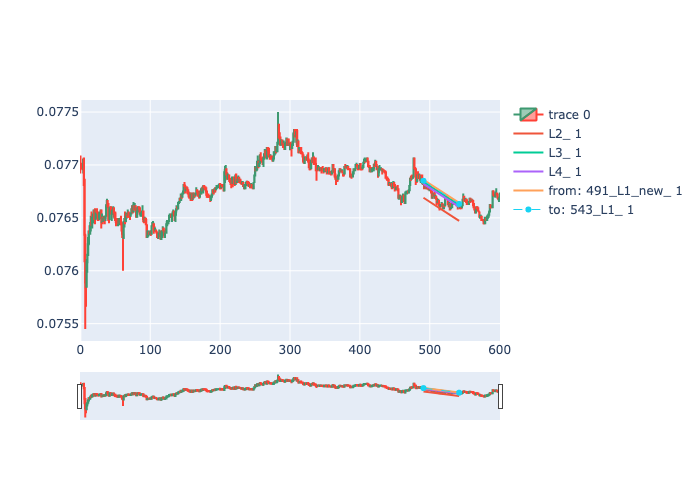 0.0775
0.077
0.0765
0.076
0.0755
0 100 200 300 400 500 600
trace 0
L2_ 1
L3_ 1
L4_ 1
from: 491_L1_new_ 1
to: 543_L1_ 1